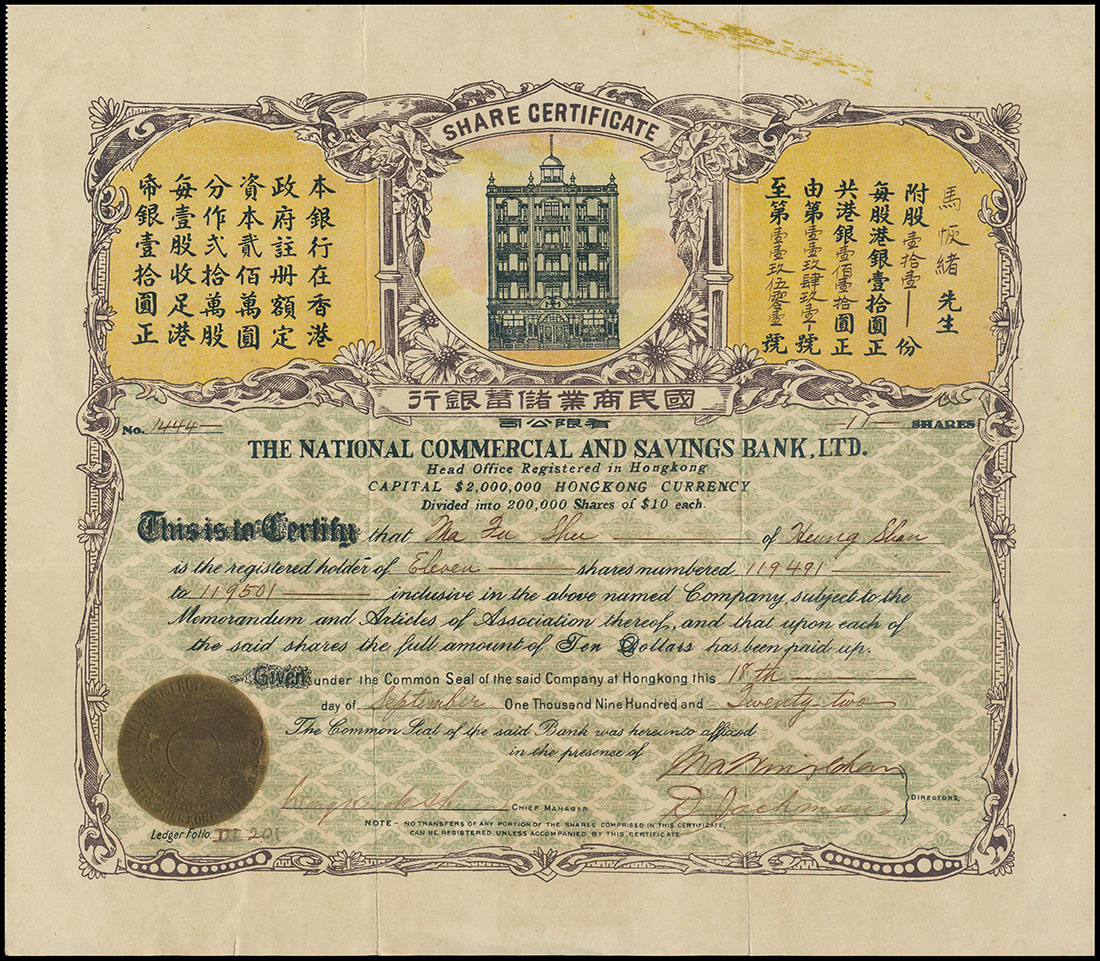 SHARE CERTIFICATE
本銀行在香港
政府註册額定
資本貳佰萬圓
分作弍拾萬股
每壹股收足港
帝銀壹拾圓正
馬 緒 先生
附股壹拾壹份
每股港銀壹拾圓正
共港銀壹佰壹拾圓正
由第壹壹玖肆玖壹號
至第壹壹玖伍零壹號
行銀蓄儲業商民國
司公限有
No. 1444
11 SHARES
THE NATIONAL COMMERCIAL AND SAVINGS BANK, LTD.
Head Office Registered in Hongkong
CAPITAL $2,000,000 HONGKONG CURRENCY
Divided into 200,000 Shares of $10 each.
This is to Certify that Ma Fu Shu of Heung Shan
is the registered holder of Eleven shares numbered 119491
to 119501 inclusive in the above named Company, subject to the
Memorandum and Articles of Association thereof, and that upon each of
the said shares the full amount of Ten Dollars has been paid up.
Given under the Common Seal of the said Company at Hongkong this 18th
day of September One Thousand Nine Hundred and Twenty-two
The Common Seal of the said Bank was hereunto affixed
in the presence of
CHIEF MANAGER
DIRECTORS,
NOTE - NO TRANSFERS OF ANY PORTION OF THE SHARES COMPRISED IN THIS CERTIFICATE,
CAN BE REGISTERED UNLESS ACCOMPANIED BY THIS CERTIFICATE
Ledger Folio III 201